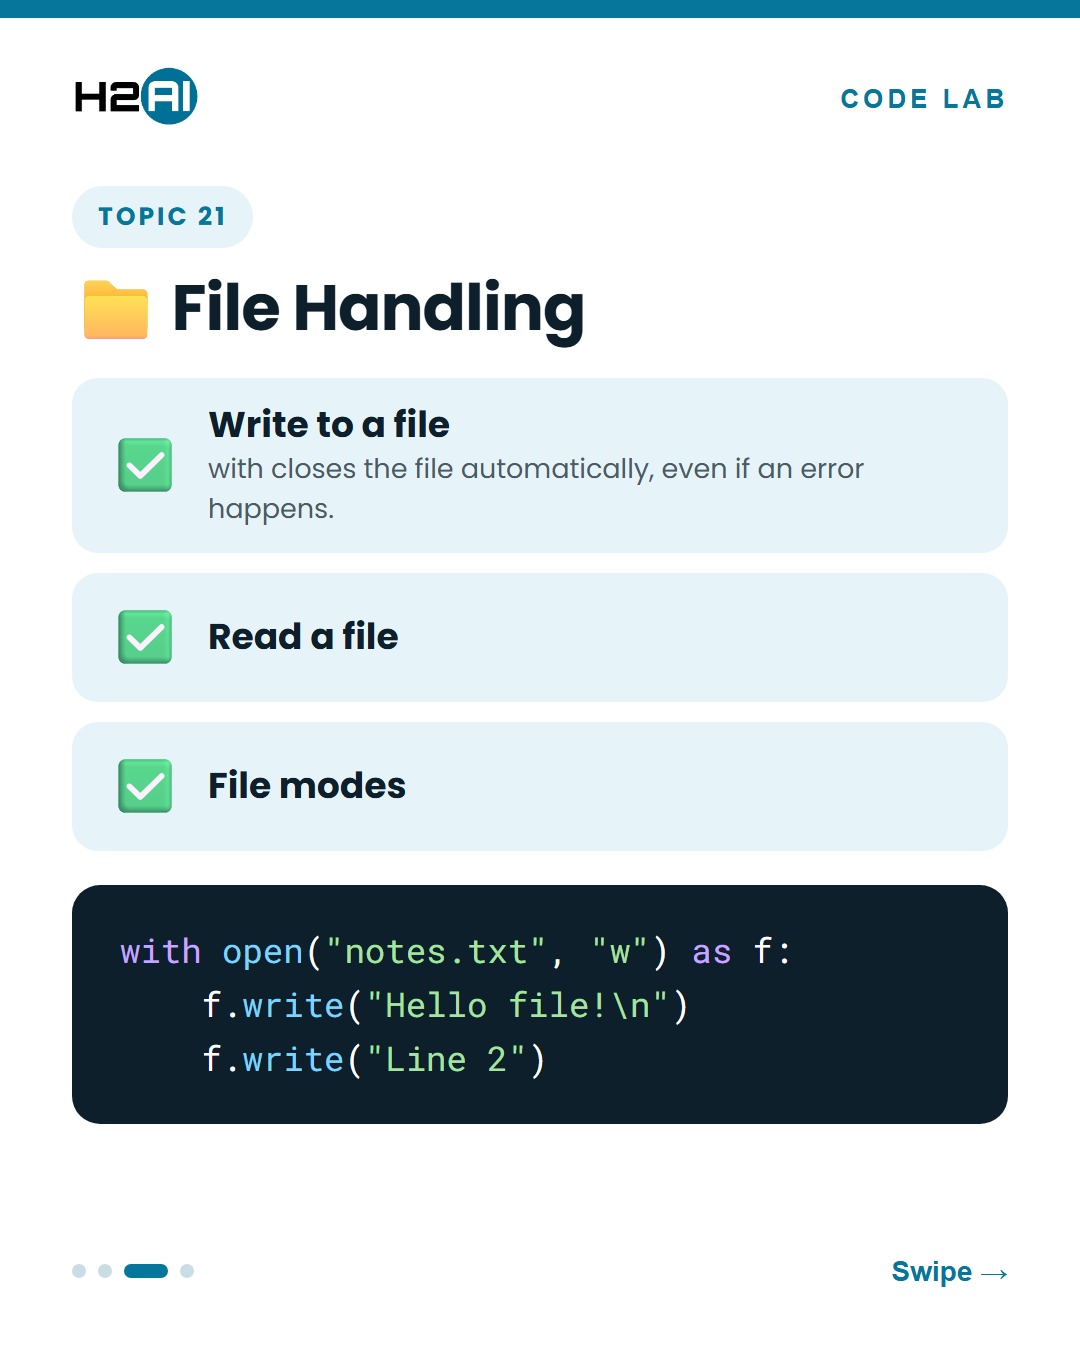 H2AI
CODE LAB
TOPIC 21
File Handling
Write to a file
with closes the file automatically, even if an error
happens.
Read a file
File modes
with open("notes.txt", "w") as f:
    f.write("Hello file!\n")
    f.write("Line 2")
Swipe →